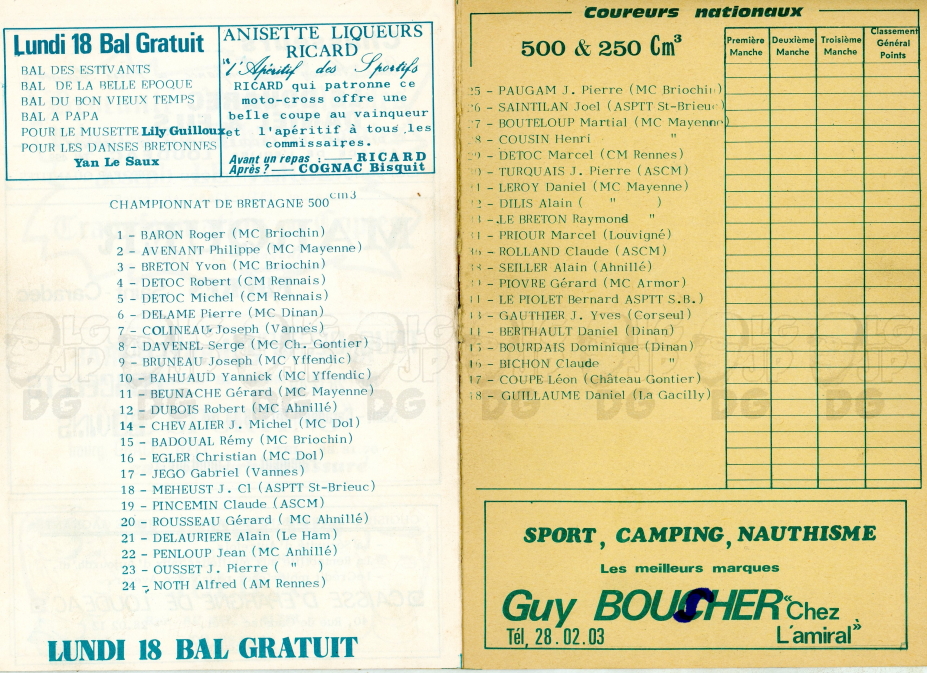 Lundi 18 Bal Gratuit
BAL DES ESTIVANTS
BAL DE LA BELLE EPOQUE
BAL DU BON VIEUX TEMPS
BAL A PAPA
POUR LE MUSETTE Lily Guilloux
POUR LES DANSES BRETONNES
Yan Le Saux
ANISETTE LIQUEURS
RICARD
"l'Apéritif des Sportifs
RICARD qui patronne ce
moto-cross offre une
belle coupe au vainqueur
et l'apéritif à tous les
commissaires.
Avant un repas : — RICARD
Après ? — COGNAC Bisquit
CHAMPIONNAT DE BRETAGNE 500 cm3
1 - BARON Roger (MC Briochin)
2 - AVENANT Philippe (MC Mayenne)
3 - BRETON Yvon (MC Briochin)
4 - DETOC Robert (CM Rennais)
5 - DETOC Michel (CM Rennais)
6 - DELAME Pierre (MC Dinan)
7 - COLINEAU Joseph (Vannes)
8 - DAVENEL Serge (MC Ch. Gontier)
9 - BRUNEAU Joseph (MC Yffendic)
10 - BAHUAUD Yannick (MC Yffendic)
11 - BEUNACHE Gérard (MC Mayenne)
12 - DUBOIS Robert (MC Ahnillé)
14 - CHEVALIER J. Michel (MC Dol)
15 - BADOUAL Rémy (MC Briochin)
16 - EGLER Christian (MC Dol)
17 - JEGO Gabriel (Vannes)
18 - MEHEUST J. Cl (ASPTT St-Brieuc)
19 - PINCEMIN Claude (ASCM)
20 - ROUSSEAU Gérard ( MC Ahnillé)
21 - DELAURIERE Alain (Le Ham)
22 - PENLOUP Jean (MC Anhillé)
23 - OUSSET J. Pierre ( " )
24 - NOTH Alfred (AM Rennes)
LUNDI 18 BAL GRATUIT
Coureurs nationaux
500 & 250 Cm³
Première Manche
Deuxième Manche
Troisième Manche
Classement Général Points
25 - PAUGAM J. Pierre (MC Briochin)
26 - SAINTILAN Joel (ASPTT St-Brieuc)
27 - BOUTELOUP Martial (MC Mayenne)
8 - COUSIN Henri "
- DETOC Marcel (CM Rennes)
- TURQUAIS J. Pierre (ASCM)
1 - LEROY Daniel (MC Mayenne)
2 - DILIS Alain ( " )
- LE BRETON Raymond "
- PRIOUR Marcel (Louvigné)
- ROLLAND Claude (ASCM)
- SEILLER Alain (Ahnillé)
- PIOVRE Gérard (MC Armor)
- LE PIOLET Bernard ASPTT S.B.)
- GAUTHIER J. Yves (Corseul)
- BERTHAULT Daniel (Dinan)
- BOURDAIS Dominique (Dinan)
- BICHON Claude "
7 - COUPE Léon (Château Gontier)
8 - GUILLAUME Daniel (La Gacilly)
SPORT, CAMPING, NAUTHISME
Les meilleurs marques
Guy BOUSCHER "Chez
L'amiral"
Tél, 28.02.03